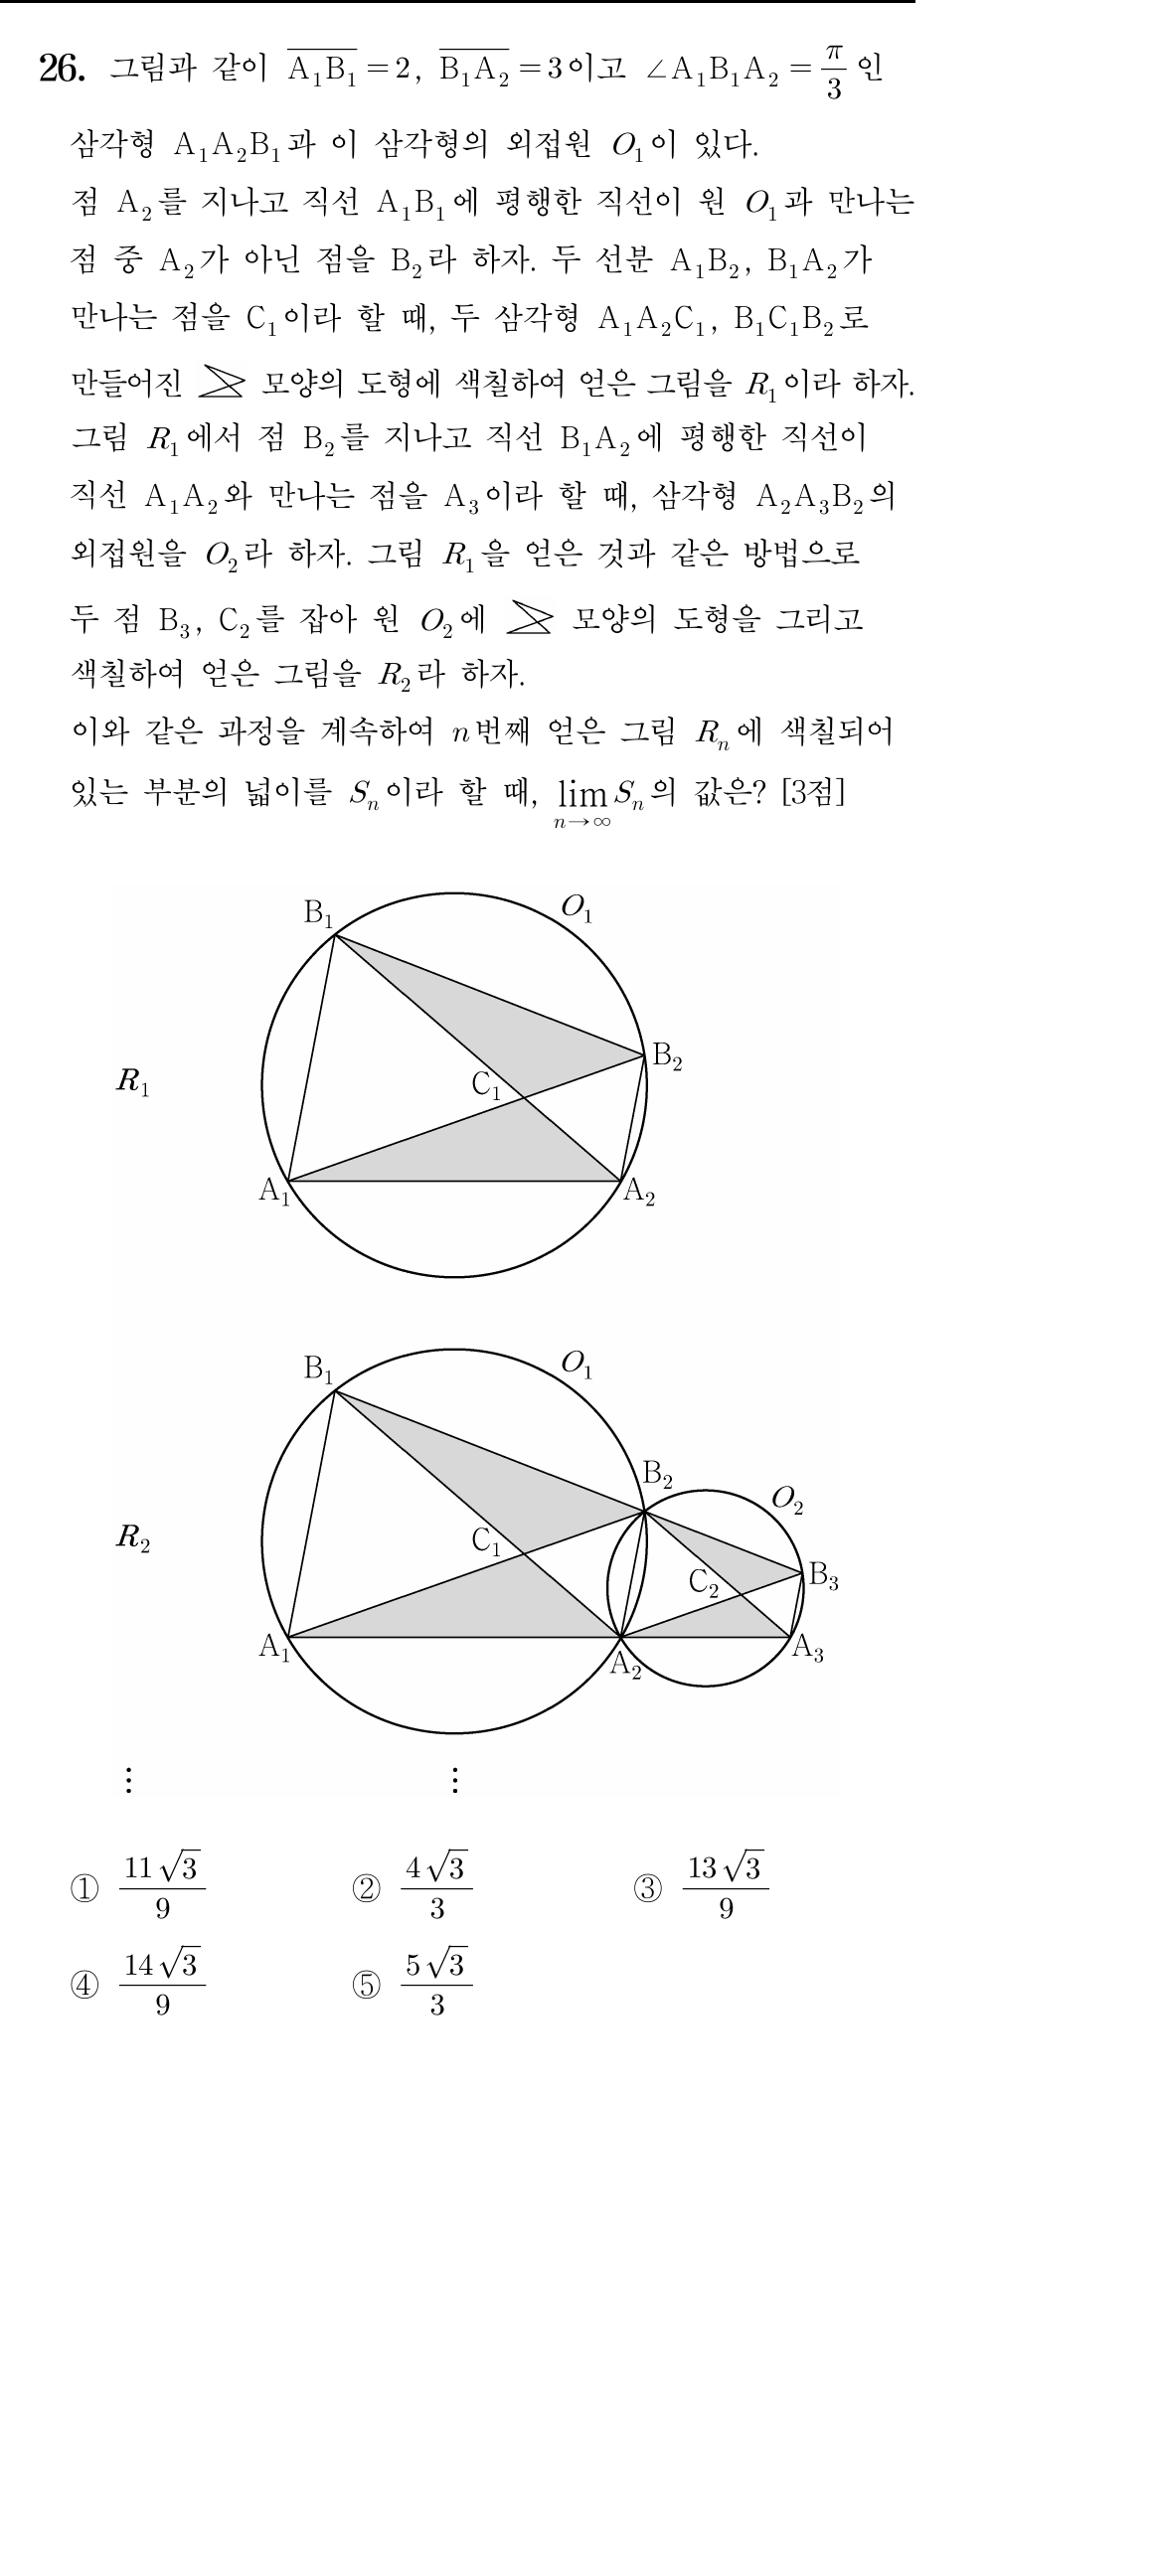 26. 그림과 같이 $\overline{A_1B_1}=2$, $\overline{B_1A_2}=3$이고 $\angle A_1B_1A_2=\frac{\pi}{3}$인
삼각형 $A_1A_2B_1$과 이 삼각형의 외접원 $O_1$이 있다.
점 $A_2$를 지나고 직선 $A_1B_1$에 평행한 직선이 원 $O_1$과 만나는
점 중 $A_2$가 아닌 점을 $B_2$라 하자. 두 선분 $A_1B_2$, $B_1A_2$가
만나는 점을 $C_1$이라 할 때, 두 삼각형 $A_1A_2C_1$, $B_1C_1B_2$로
만들어진 모양의 도형에 색칠하여 얻은 그림을 $R_1$이라 하자.
그림 $R_1$에서 점 $B_2$를 지나고 직선 $B_1A_2$에 평행한 직선이
직선 $A_1A_2$와 만나는 점을 $A_3$이라 할 때, 삼각형 $A_2A_3B_2$의
외접원을 $O_2$라 하자. 그림 $R_1$을 얻은 것과 같은 방법으로
두 점 $B_3$, $C_2$를 잡아 원 $O_2$에 모양의 도형을 그리고
색칠하여 얻은 그림을 $R_2$라 하자.
이와 같은 과정을 계속하여 $n$번째 얻은 그림 $R_n$에 색칠되어
있는 부분의 넓이를 $S_n$이라 할 때, $\lim_{n\to\infty}S_n$의 값은? [3점]
$B_1$ $O_1$
$B_2$
$R_1$ $C_1$
$A_1$ $A_2$
$B_1$ $O_1$
$B_2$ $O_2$
$R_2$ $C_1$ $C_2$ $B_3$
$A_1$ $A_2$ $A_3$
⋮ ⋮
① $\frac{11\sqrt{3}}{9}$ ② $\frac{4\sqrt{3}}{3}$ ③ $\frac{13\sqrt{3}}{9}$
④ $\frac{14\sqrt{3}}{9}$ ⑤ $\frac{5\sqrt{3}}{3}$